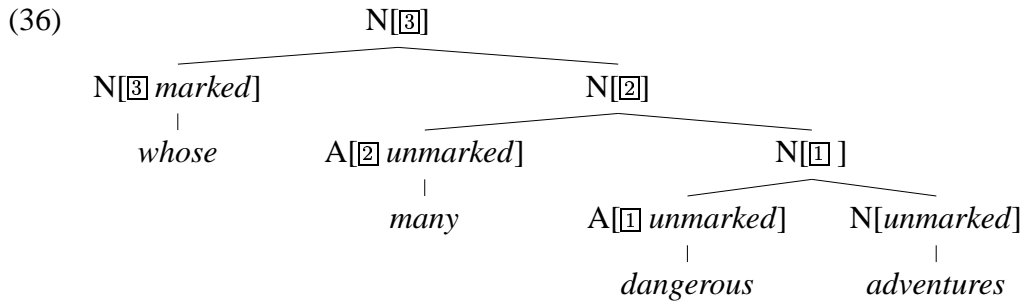 (36) N[3]
N[3 marked] N[2]
whose A[2 unmarked] N[1 ]
many A[1 unmarked] N[unmarked]
dangerous adventures